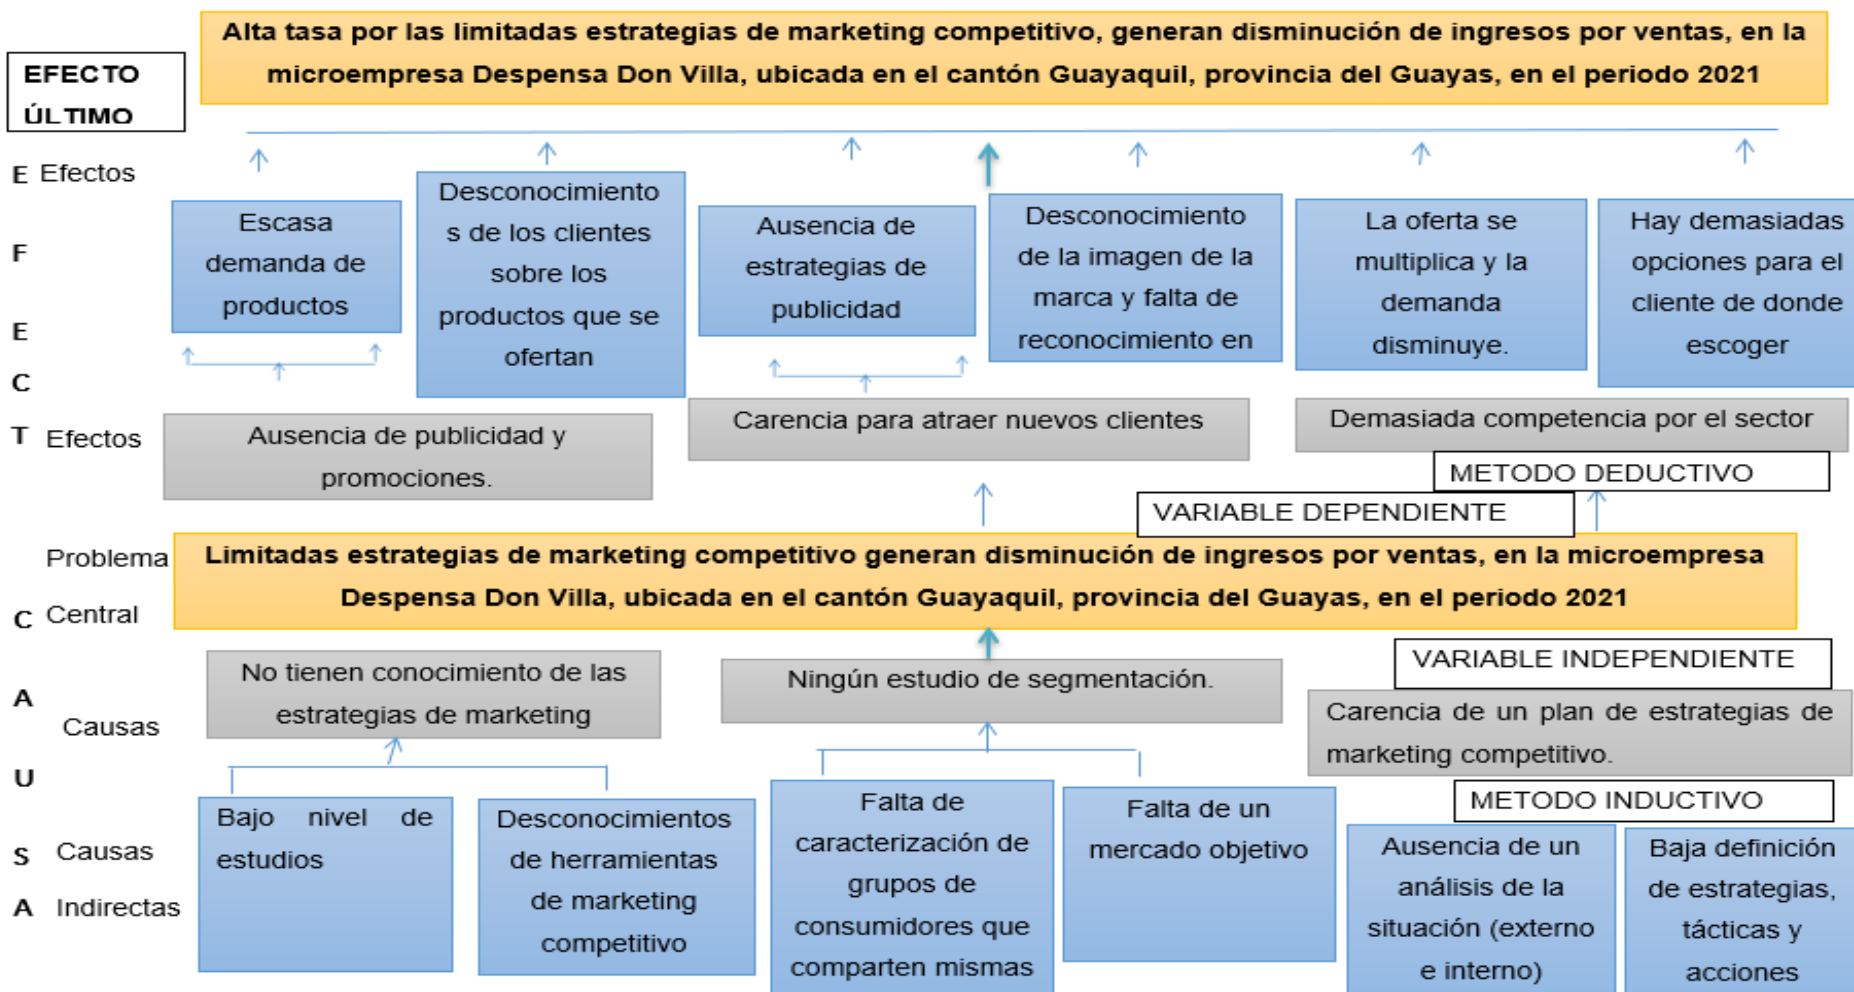 Alta tasa por las limitadas estrategias de marketing competitivo, generan disminución de ingresos por ventas, en la
microempresa Despensa Don Villa, ubicada en el cantón Guayaquil, provincia del Guayas, en el periodo 2021
EFECTO
ÚLTIMO
E Efectos
F
E
C
T Efectos
Escasa
demanda de
productos
Desconocimiento
s de los clientes
sobre los
productos que se
ofertan
Ausencia de
estrategias de
publicidad
Desconocimiento
de la imagen de la
marca y falta de
reconocimiento en
La oferta se
multiplica y la
demanda
disminuye.
Hay demasiadas
opciones para el
cliente de donde
escoger
Ausencia de publicidad y
promociones.
Carencia para atraer nuevos clientes
Demasiada competencia por el sector
METODO DEDUCTIVO
VARIABLE DEPENDIENTE
Problema
C Central
Limitadas estrategias de marketing competitivo generan disminución de ingresos por ventas, en la microempresa
Despensa Don Villa, ubicada en el cantón Guayaquil, provincia del Guayas, en el periodo 2021
A
Causas
U
S Causas
A Indirectas
No tienen conocimiento de las
estrategias de marketing
Ningún estudio de segmentación.
VARIABLE INDEPENDIENTE
Carencia de un plan de estrategias de
marketing competitivo.
METODO INDUCTIVO
Bajo nivel de
estudios
Desconocimientos
de herramientas
de marketing
competitivo
Falta de
caracterización de
grupos de
consumidores que
comparten mismas
Falta de un
mercado objetivo
Ausencia de un
análisis de la
situación (externo
e interno)
Baja definición
de estrategias,
tácticas y
acciones